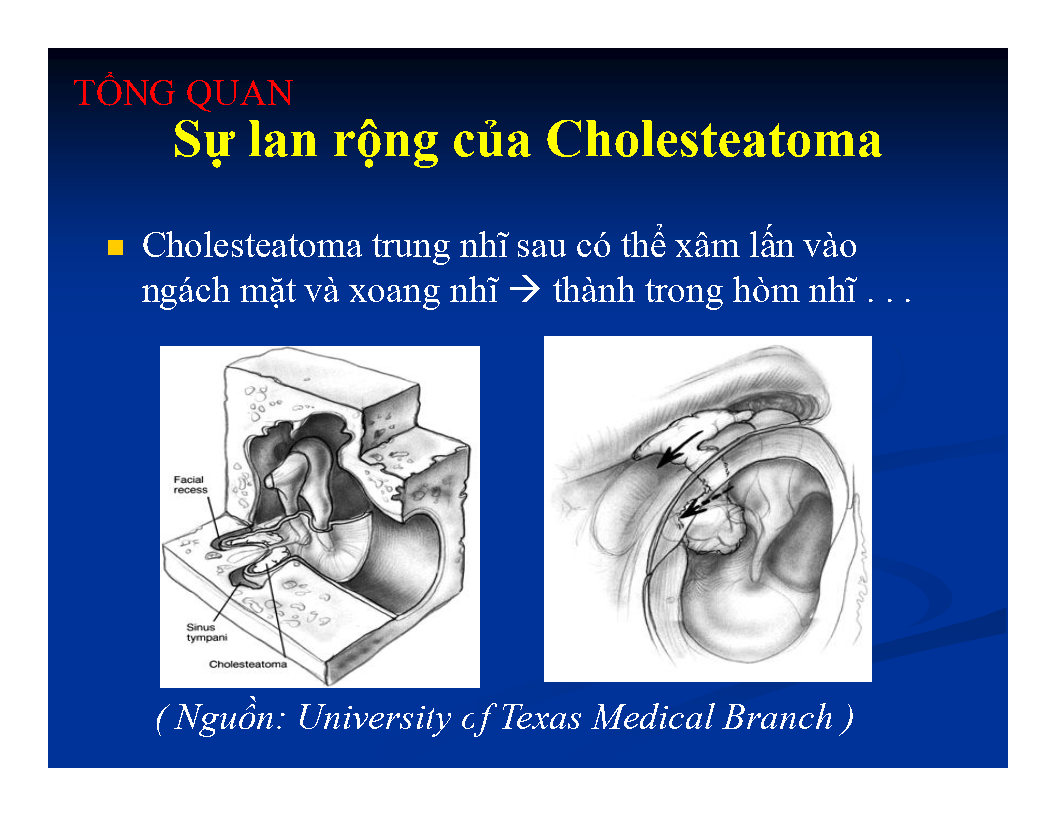 TỔNG QUAN
Sự lan rộng của Cholesteatoma
Cholesteatoma trung nhĩ sau có thể xâm lấn vào
ngách mặt và xoang nhĩ → thành trong hòm nhĩ . . .
Facial
recess
Sinus
tympani
Cholesteatoma
( Nguồn: University of Texas Medical Branch )